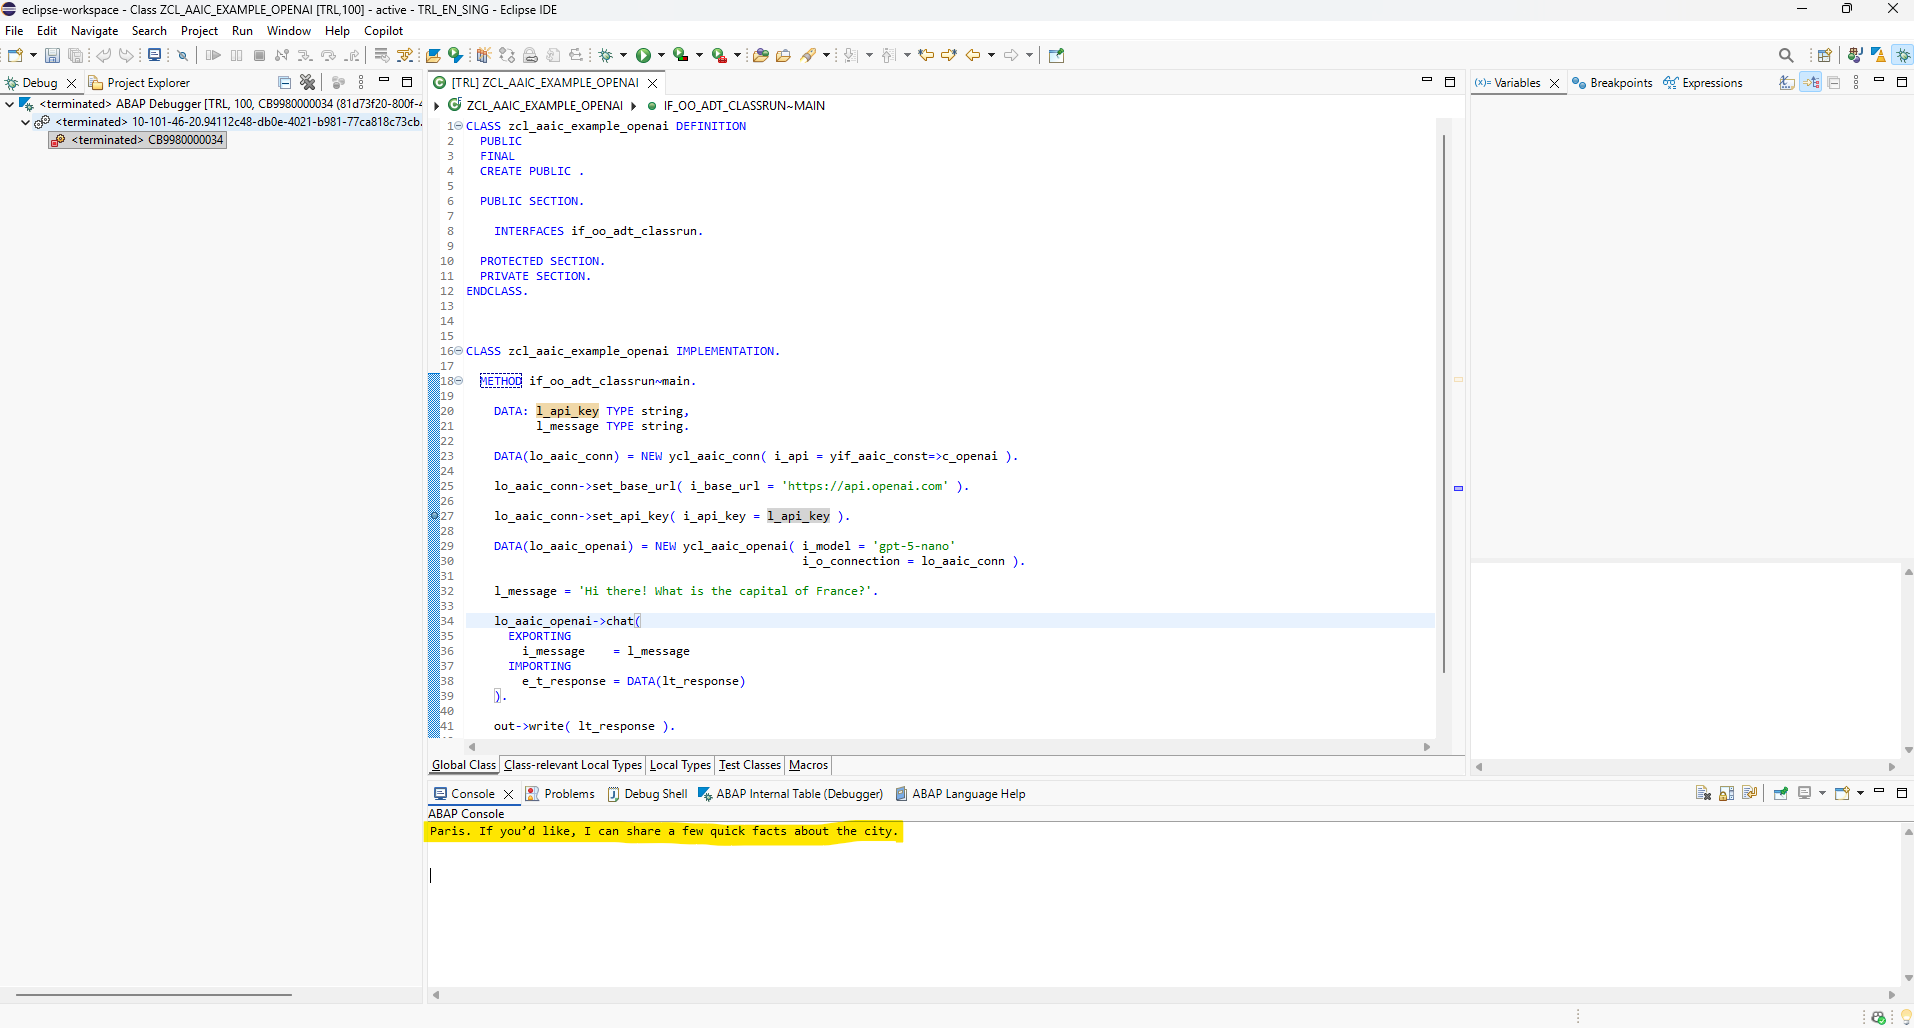 eclipse-workspace - Class ZCL_AAIC_EXAMPLE_OPENAI [TRL,100] - active - TRL_EN_SING - Eclipse IDE
File Edit Navigate Search Project Run Window Help Copilot
Debug Project Explorer
<terminated> ABAP Debugger [TRL, 100, CB9980000034 (81d73f20-800f-4
<terminated> 10-101-46-20.94112c48-db0e-4021-b981-77ca818c73cb.
<terminated> CB9980000034
[TRL] ZCL_AAIC_EXAMPLE_OPENAI
ZCL_AAIC_EXAMPLE_OPENAI IF_OO_ADT_CLASSRUN~MAIN
1 CLASS zcl_aaic_example_openai DEFINITION
2 PUBLIC
3 FINAL
4 CREATE PUBLIC .
5
6 PUBLIC SECTION.
7
8 INTERFACES if_oo_adt_classrun.
9
10 PROTECTED SECTION.
11 PRIVATE SECTION.
12 ENDCLASS.
13
14
15
16 CLASS zcl_aaic_example_openai IMPLEMENTATION.
17
18 METHOD if_oo_adt_classrun~main.
19
20 DATA: l_api_key TYPE string,
21 l_message TYPE string.
22
23 DATA(lo_aaic_conn) = NEW ycl_aaic_conn( i_api = yif_aaic_const=>c_openai ).
24
25 lo_aaic_conn->set_base_url( i_base_url = 'https://api.openai.com' ).
26
27 lo_aaic_conn->set_api_key( i_api_key = l_api_key ).
28
29 DATA(lo_aaic_openai) = NEW ycl_aaic_openai( i_model = 'gpt-5-nano'
30 i_o_connection = lo_aaic_conn ).
31
32 l_message = 'Hi there! What is the capital of France?'.
33
34 lo_aaic_openai->chat(
35 EXPORTING
36 i_message = l_message
37 IMPORTING
38 e_t_response = DATA(lt_response)
39 ).
40
41 out->write( lt_response ).
Global Class Class-relevant Local Types Local Types Test Classes Macros
(x)= Variables Breakpoints Expressions
Console Problems Debug Shell ABAP Internal Table (Debugger) ABAP Language Help
ABAP Console
Paris. If you’d like, I can share a few quick facts about the city.